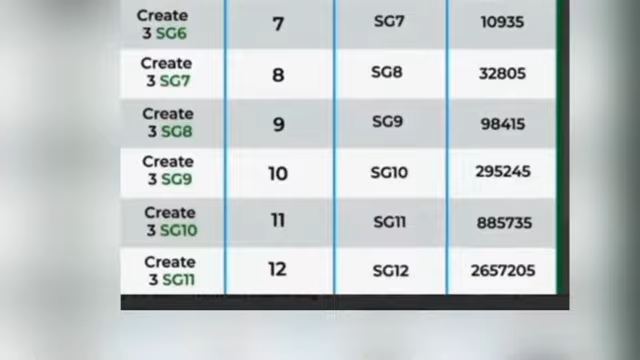 Create
3 SG6
7
SG7
10935
Create
3 SG7
8
SG8
32805
Create
3 SG8
9
SG9
98415
Create
3 SG9
10
SG10
295245
Create
3 SG10
11
SG11
885735
Create
3 SG11
12
SG12
2657205